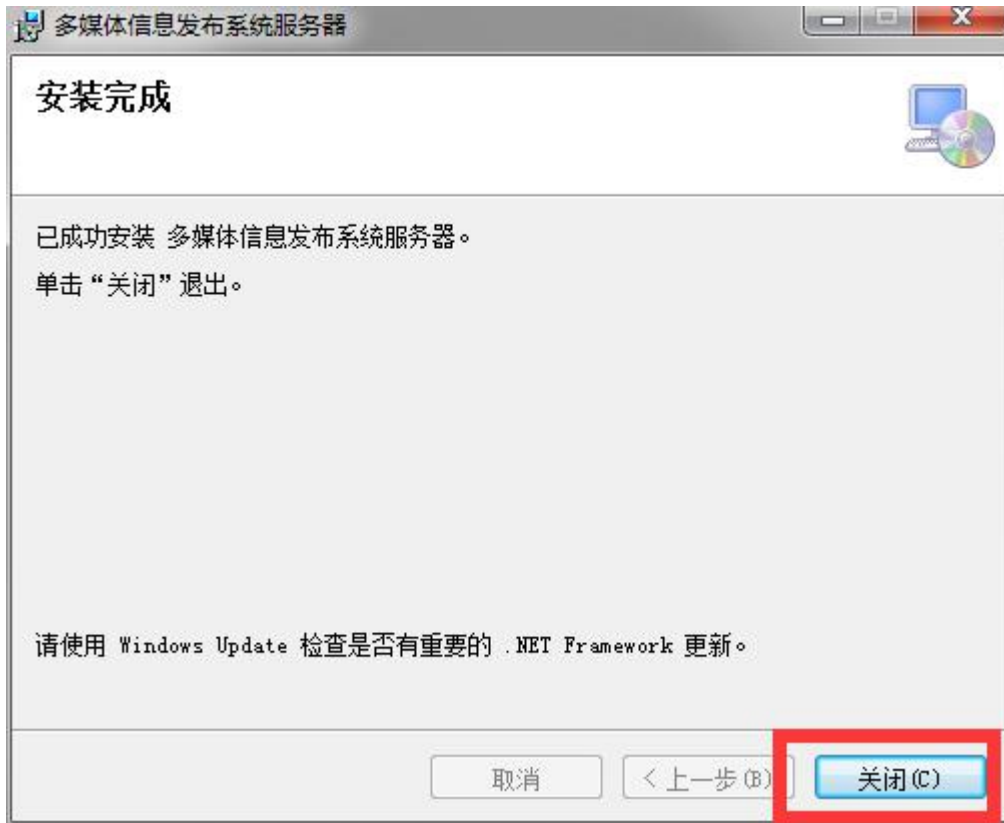 多媒体信息发布系统服务器
安装完成
已成功安装 多媒体信息发布系统服务器。
单击“关闭”退出。
请使用 Windows Update 检查是否有重要的 .NET Framework 更新。
取消
< 上一步(B)
关闭(C)